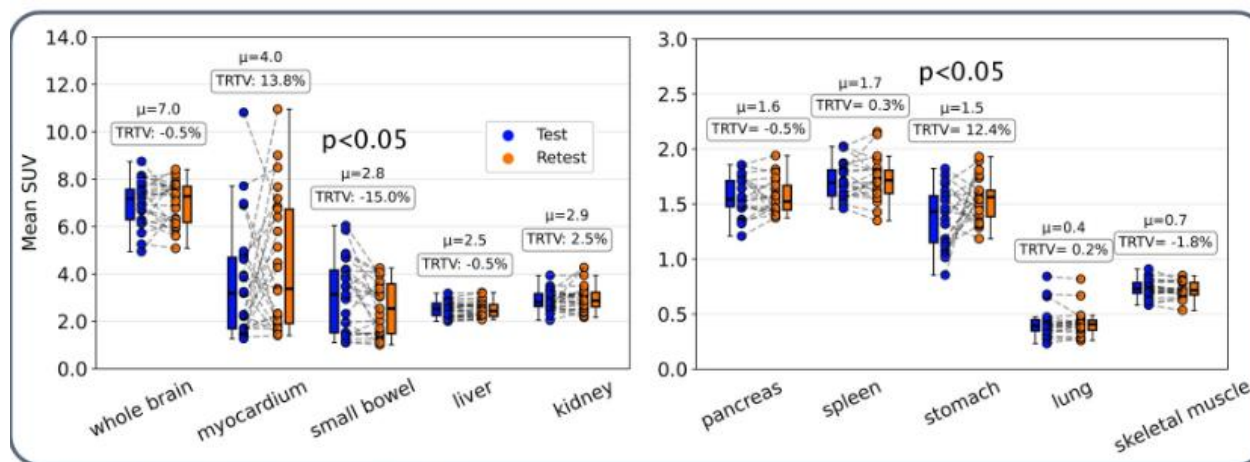 14.0
12.0
10.0
8.0
6.0
4.0
2.0
0.0
Mean SUV
μ=7.0
TRTV: -0.5%
μ=4.0
TRTV: 13.8%
p<0.05
μ=2.8
TRTV: -15.0%
μ=2.5
TRTV: -0.5%
μ=2.9
TRTV: 2.5%
Test
Retest
whole brain
myocardium
small bowel
liver
kidney
3.0
2.5
2.0
1.5
1.0
0.5
0.0
μ=1.6
TRTV= -0.5%
μ=1.7
TRTV= 0.3%
p<0.05
μ=1.5
TRTV= 12.4%
μ=0.4
TRTV= 0.2%
μ=0.7
TRTV= -1.8%
pancreas
spleen
stomach
lung
skeletal muscle